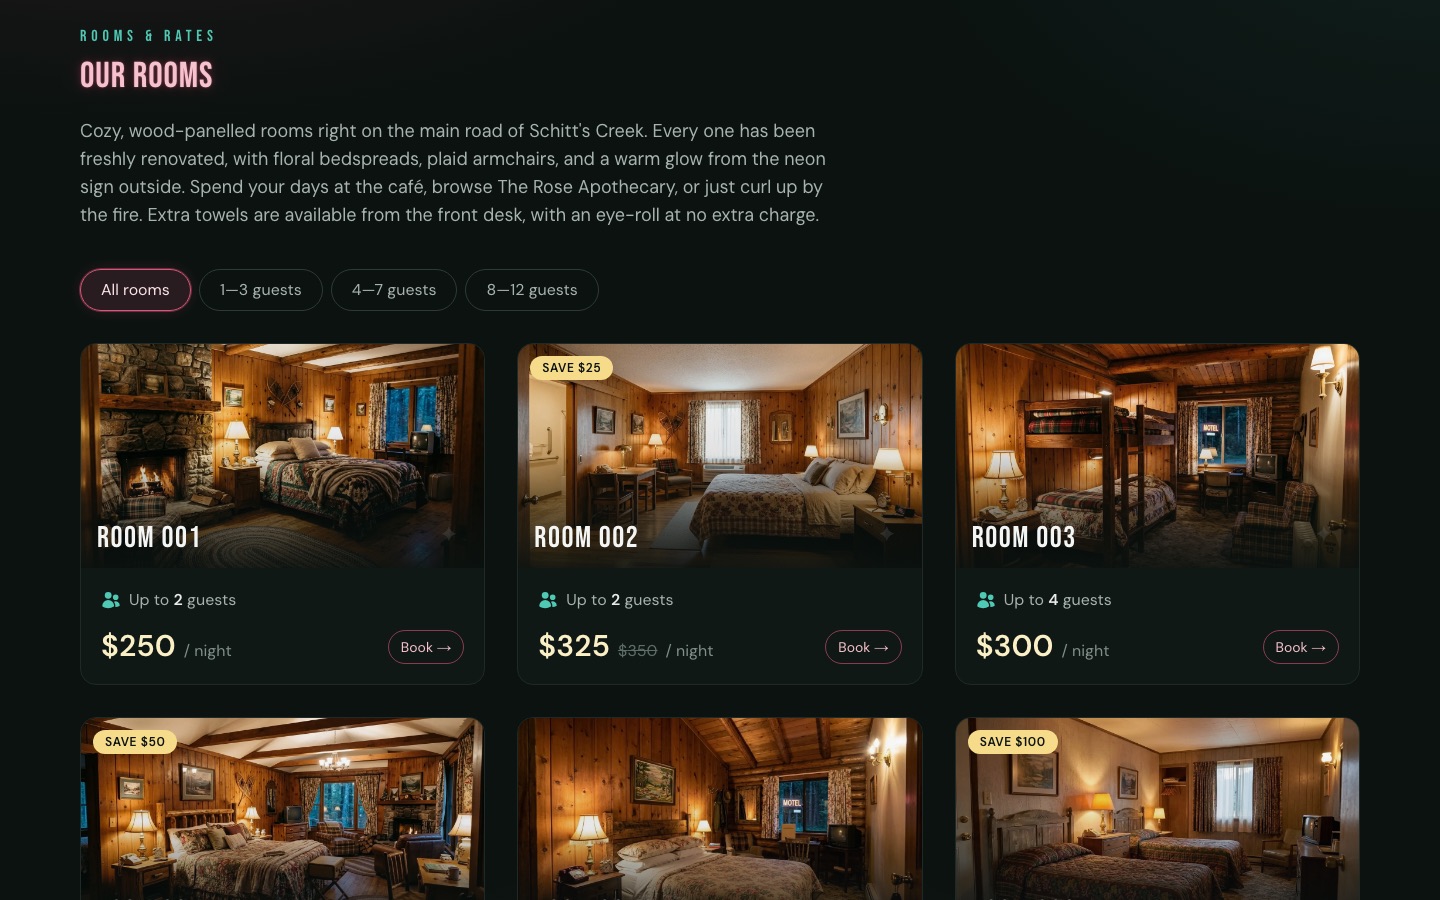 ROOMS & RATES
OUR ROOMS
Cozy, wood-panelled rooms right on the main road of Schitt's Creek. Every one has been
freshly renovated, with floral bedspreads, plaid armchairs, and a warm glow from the neon
sign outside. Spend your days at the café, browse The Rose Apothecary, or just curl up by
the fire. Extra towels are available from the front desk, with an eye-roll at no extra charge.
All rooms
1—3 guests
4—7 guests
8—12 guests
ROOM 001
Up to 2 guests
$250 / night
Book →
SAVE $25
ROOM 002
Up to 2 guests
$325 $350 / night
Book →
MOTEL
ROOM 003
Up to 4 guests
$300 / night
Book →
SAVE $50
MOTEL
SAVE $100